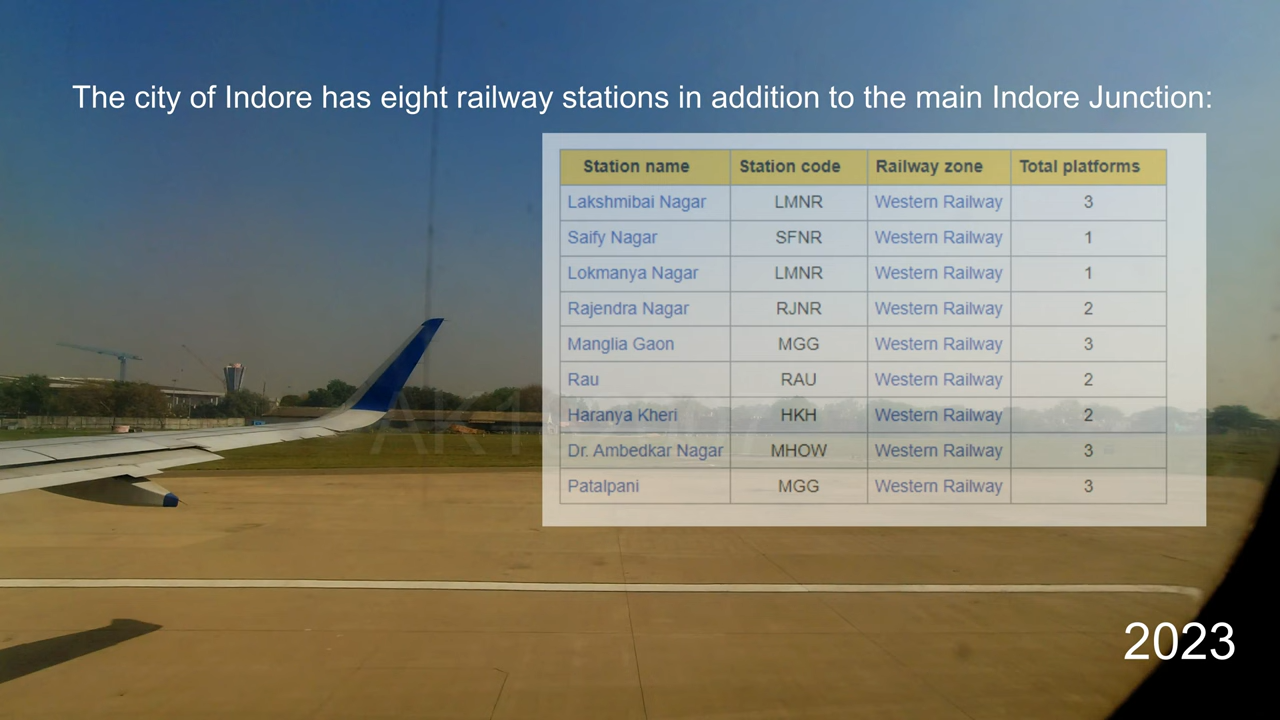 The city of Indore has eight railway stations in addition to the main Indore Junction:
Station name Station code Railway zone Total platforms
Lakshmibai Nagar LMNR Western Railway 3
Saify Nagar SFNR Western Railway 1
Lokmanya Nagar LMNR Western Railway 1
Rajendra Nagar RJNR Western Railway 2
Manglia Gaon MGG Western Railway 3
Rau RAU Western Railway 2
Haranya Kheri HKH Western Railway 2
Dr. Ambedkar Nagar MHOW Western Railway 3
Patalpani MGG Western Railway 3
2023